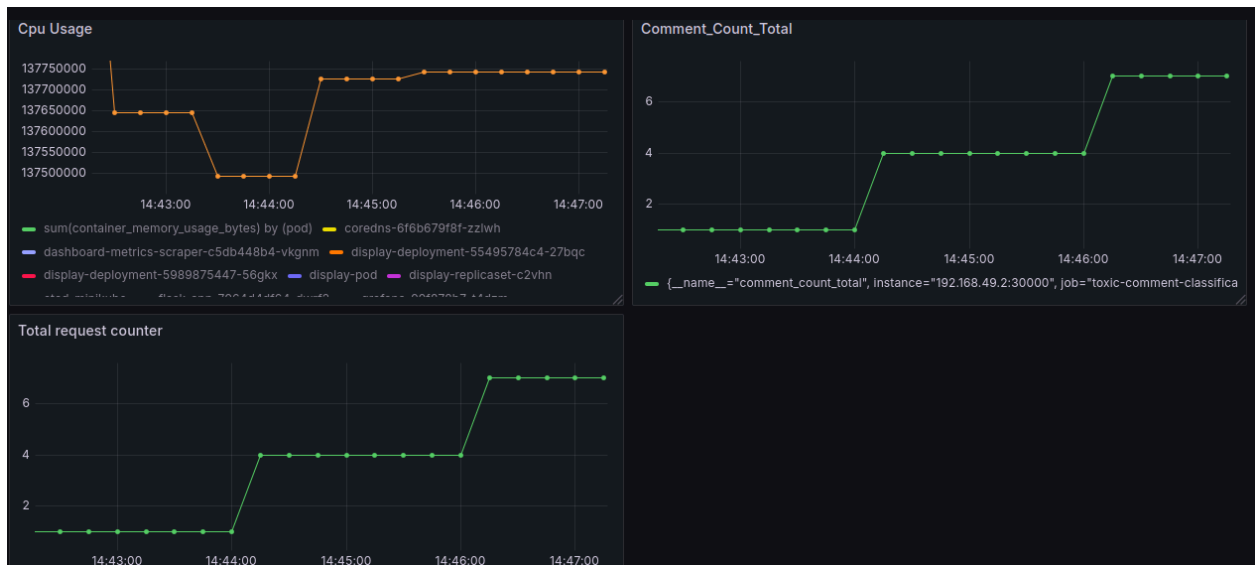 Cpu Usage
137750000
137700000
137650000
137600000
137550000
137500000
14:43:00 14:44:00 14:45:00 14:46:00 14:47:00
sum(container_memory_usage_bytes) by (pod) coredns-6f6b679f8f-zzlwh
dashboard-metrics-scraper-c5db448b4-vkgnm display-deployment-55495784c4-27bqc
display-deployment-5989875447-56gkx display-pod display-replicaset-c2vhn
Comment_Count_Total
6
4
2
14:43:00 14:44:00 14:45:00 14:46:00 14:47:00
{__name__="comment_count_total", instance="192.168.49.2:30000", job="toxic-comment-classifica
Total request counter
6
4
2
14:43:00 14:44:00 14:45:00 14:46:00 14:47:00